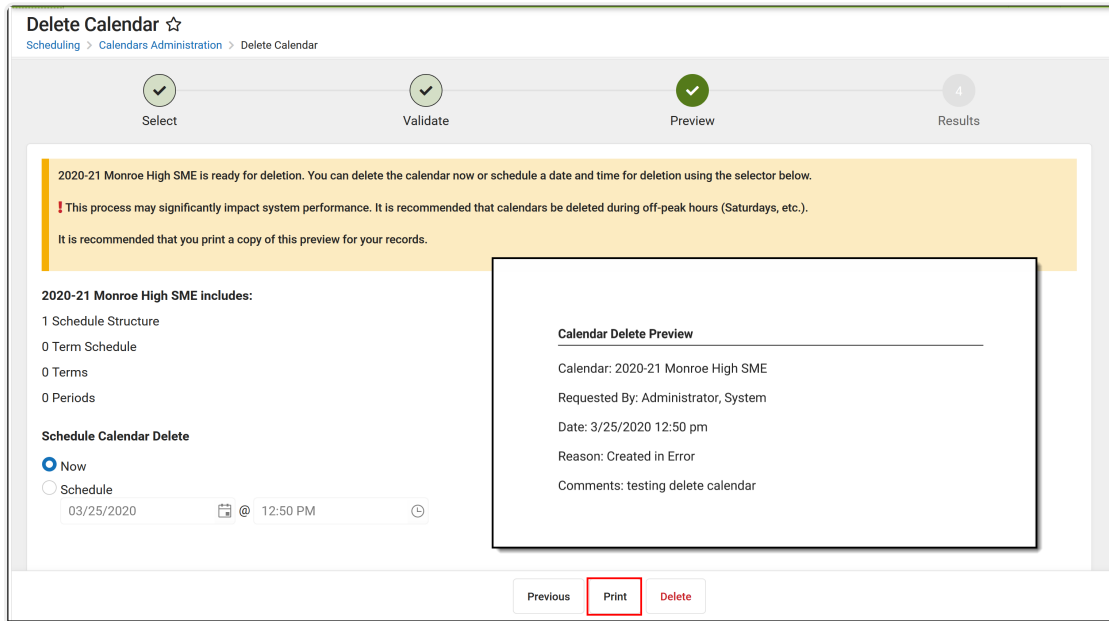 Delete Calendar
Scheduling > Calendars Administration > Delete Calendar
Select
Validate
Preview
4
Results
2020-21 Monroe High SME is ready for deletion. You can delete the calendar now or schedule a date and time for deletion using the selector below.
! This process may significantly impact system performance. It is recommended that calendars be deleted during off-peak hours (Saturdays, etc.).
It is recommended that you print a copy of this preview for your records.
2020-21 Monroe High SME includes:
1 Schedule Structure
0 Term Schedule
0 Terms
0 Periods
Schedule Calendar Delete
Now
Schedule
03/25/2020 @ 12:50 PM
Calendar Delete Preview
Calendar: 2020-21 Monroe High SME
Requested By: Administrator, System
Date: 3/25/2020 12:50 pm
Reason: Created in Error
Comments: testing delete calendar
Previous Print Delete